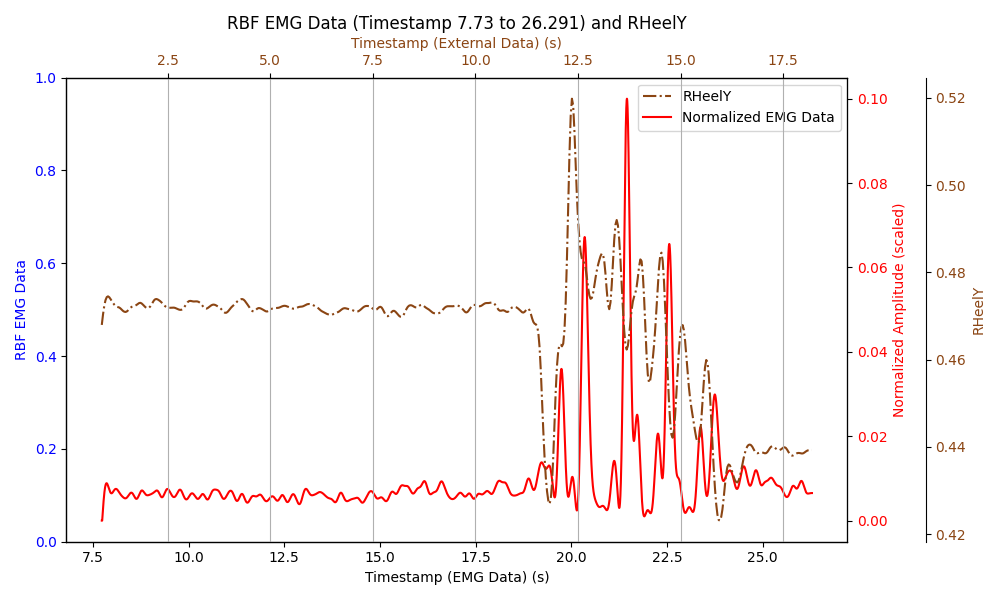 RBF EMG Data (Timestamp 7.73 to 26.291) and RHeelY
Timestamp (External Data) (s)
2.5 5.0 7.5 10.0 12.5 15.0 17.5
1.0
0.8
0.6
0.4
0.2
0.0
RBF EMG Data
RHeelY
Normalized EMG Data
0.10
0.08
0.06
0.04
0.02
0.00
Normalized Amplitude (scaled)
0.52
0.50
0.48
0.46
0.44
0.42
RHeelY
7.5 10.0 12.5 15.0 17.5 20.0 22.5 25.0
Timestamp (EMG Data) (s)